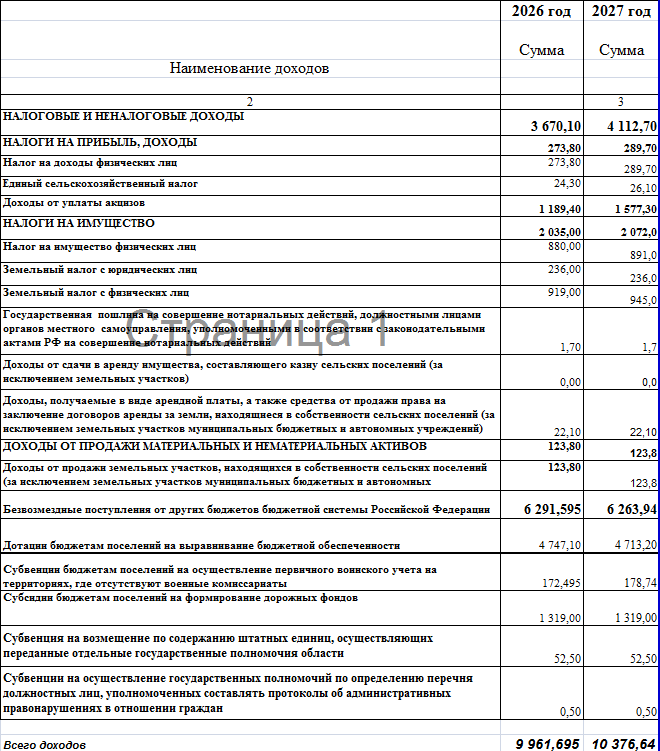 2026 год 2027 год
Сумма Сумма
Наименование доходов
2 3
НАЛОГОВЫЕ И НЕНАЛОГОВЫЕ ДОХОДЫ 3 670,10 4 112,70
НАЛОГИ НА ПРИБЫЛЬ, ДОХОДЫ 273,80 289,70
Налог на доходы физических лиц 273,80 289,70
Единый сельскохозяйственный налог 24,30 26,10
Доходы от уплаты акцизов 1 189,40 1 577,30
НАЛОГИ НА ИМУЩЕСТВО 2 035,00 2 072,0
Налог на имущество физических лиц 880,00 891,0
Земельный налог с юридических лиц 236,00 236,0
Земельный налог с физических лиц 919,00 945,0
Государственная пошлина на совершение нотариальных действий, должностными лицами
органов местного самоуправления, уполномоченными в соответствии с законодательными
актами РФ на совершение нотариальных действий 1,70 1,7
Страница 1
Доходы от сдачи в аренду имущества, составляющего казну сельских поселений (за
исключением земельных участков) 0,00 0,0
Доходы, получаемые в виде арендной платы, а также средства от продажи права на
заключение договоров аренды за земли, находящиеся в собственности сельских поселений (за
исключением земельных участков муниципальных бюджетных и автономных учреждений) 22,10 22,10
ДОХОДЫ ОТ ПРОДАЖИ МАТЕРИАЛЬНЫХ И НЕМАТЕРИАЛЬНЫХ АКТИВОВ 123,80 123,8
Доходы от продажи земельных участков, находящихся в собственности сельских поселений
(за исключением земельных участков муниципальных бюджетных и автономных 123,80 123,8
Безвозмездные поступления от других бюджетов бюджетной системы Российской Федерации 6 291,595 6 263,94
Дотации бюджетам поселений на выравнивание бюджетной обеспеченности 4 747,10 4 713,20
Субвенции бюджетам поселений на осуществление первичного воинского учета на
территориях, где отсутствуют военные комиссариаты 172,495 178,74
Субсидии бюджетам поселений на формирование дорожных фондов 1 319,00 1 319,00
Субвенция на возмещение по содержанию штатных единиц, осуществляющих
переданные отдельные государственные полномочия области 52,50 52,50
Субвенции на осуществление государственных полномочий по определению перечня
должностных лиц, уполномоченных составлять протоколы об административных
правонарушениях в отношении граждан 0,50 0,50
Всего доходов 9 961,695 10 376,64